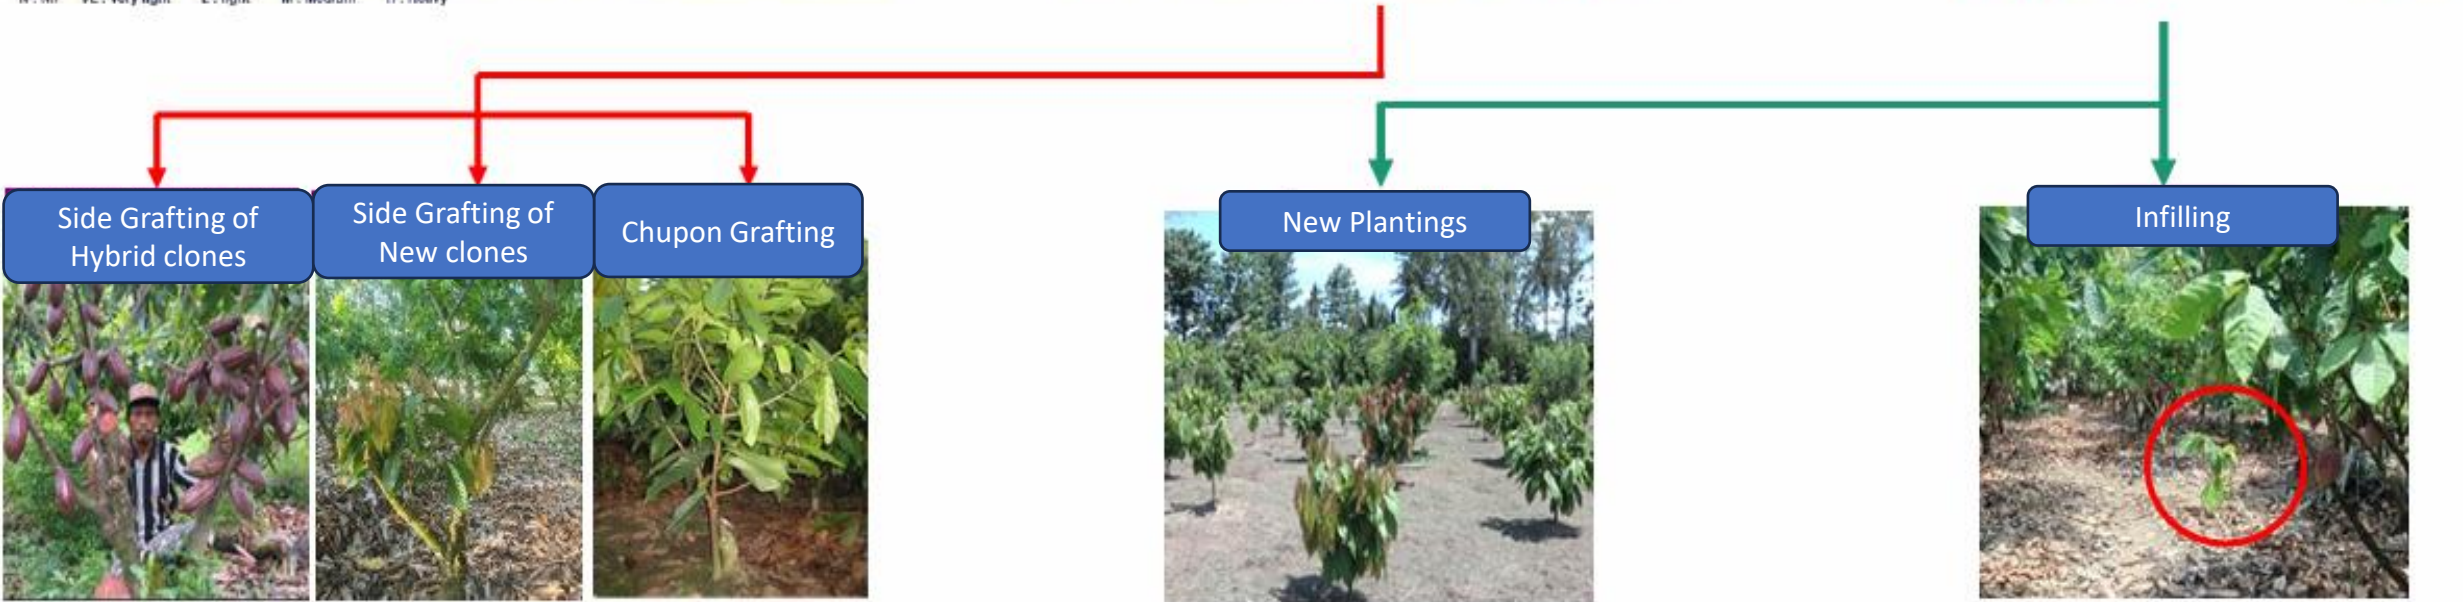 Side Grafting of
Hybrid clones
Side Grafting of
New clones
Chupon Grafting
New Plantings
Infilling